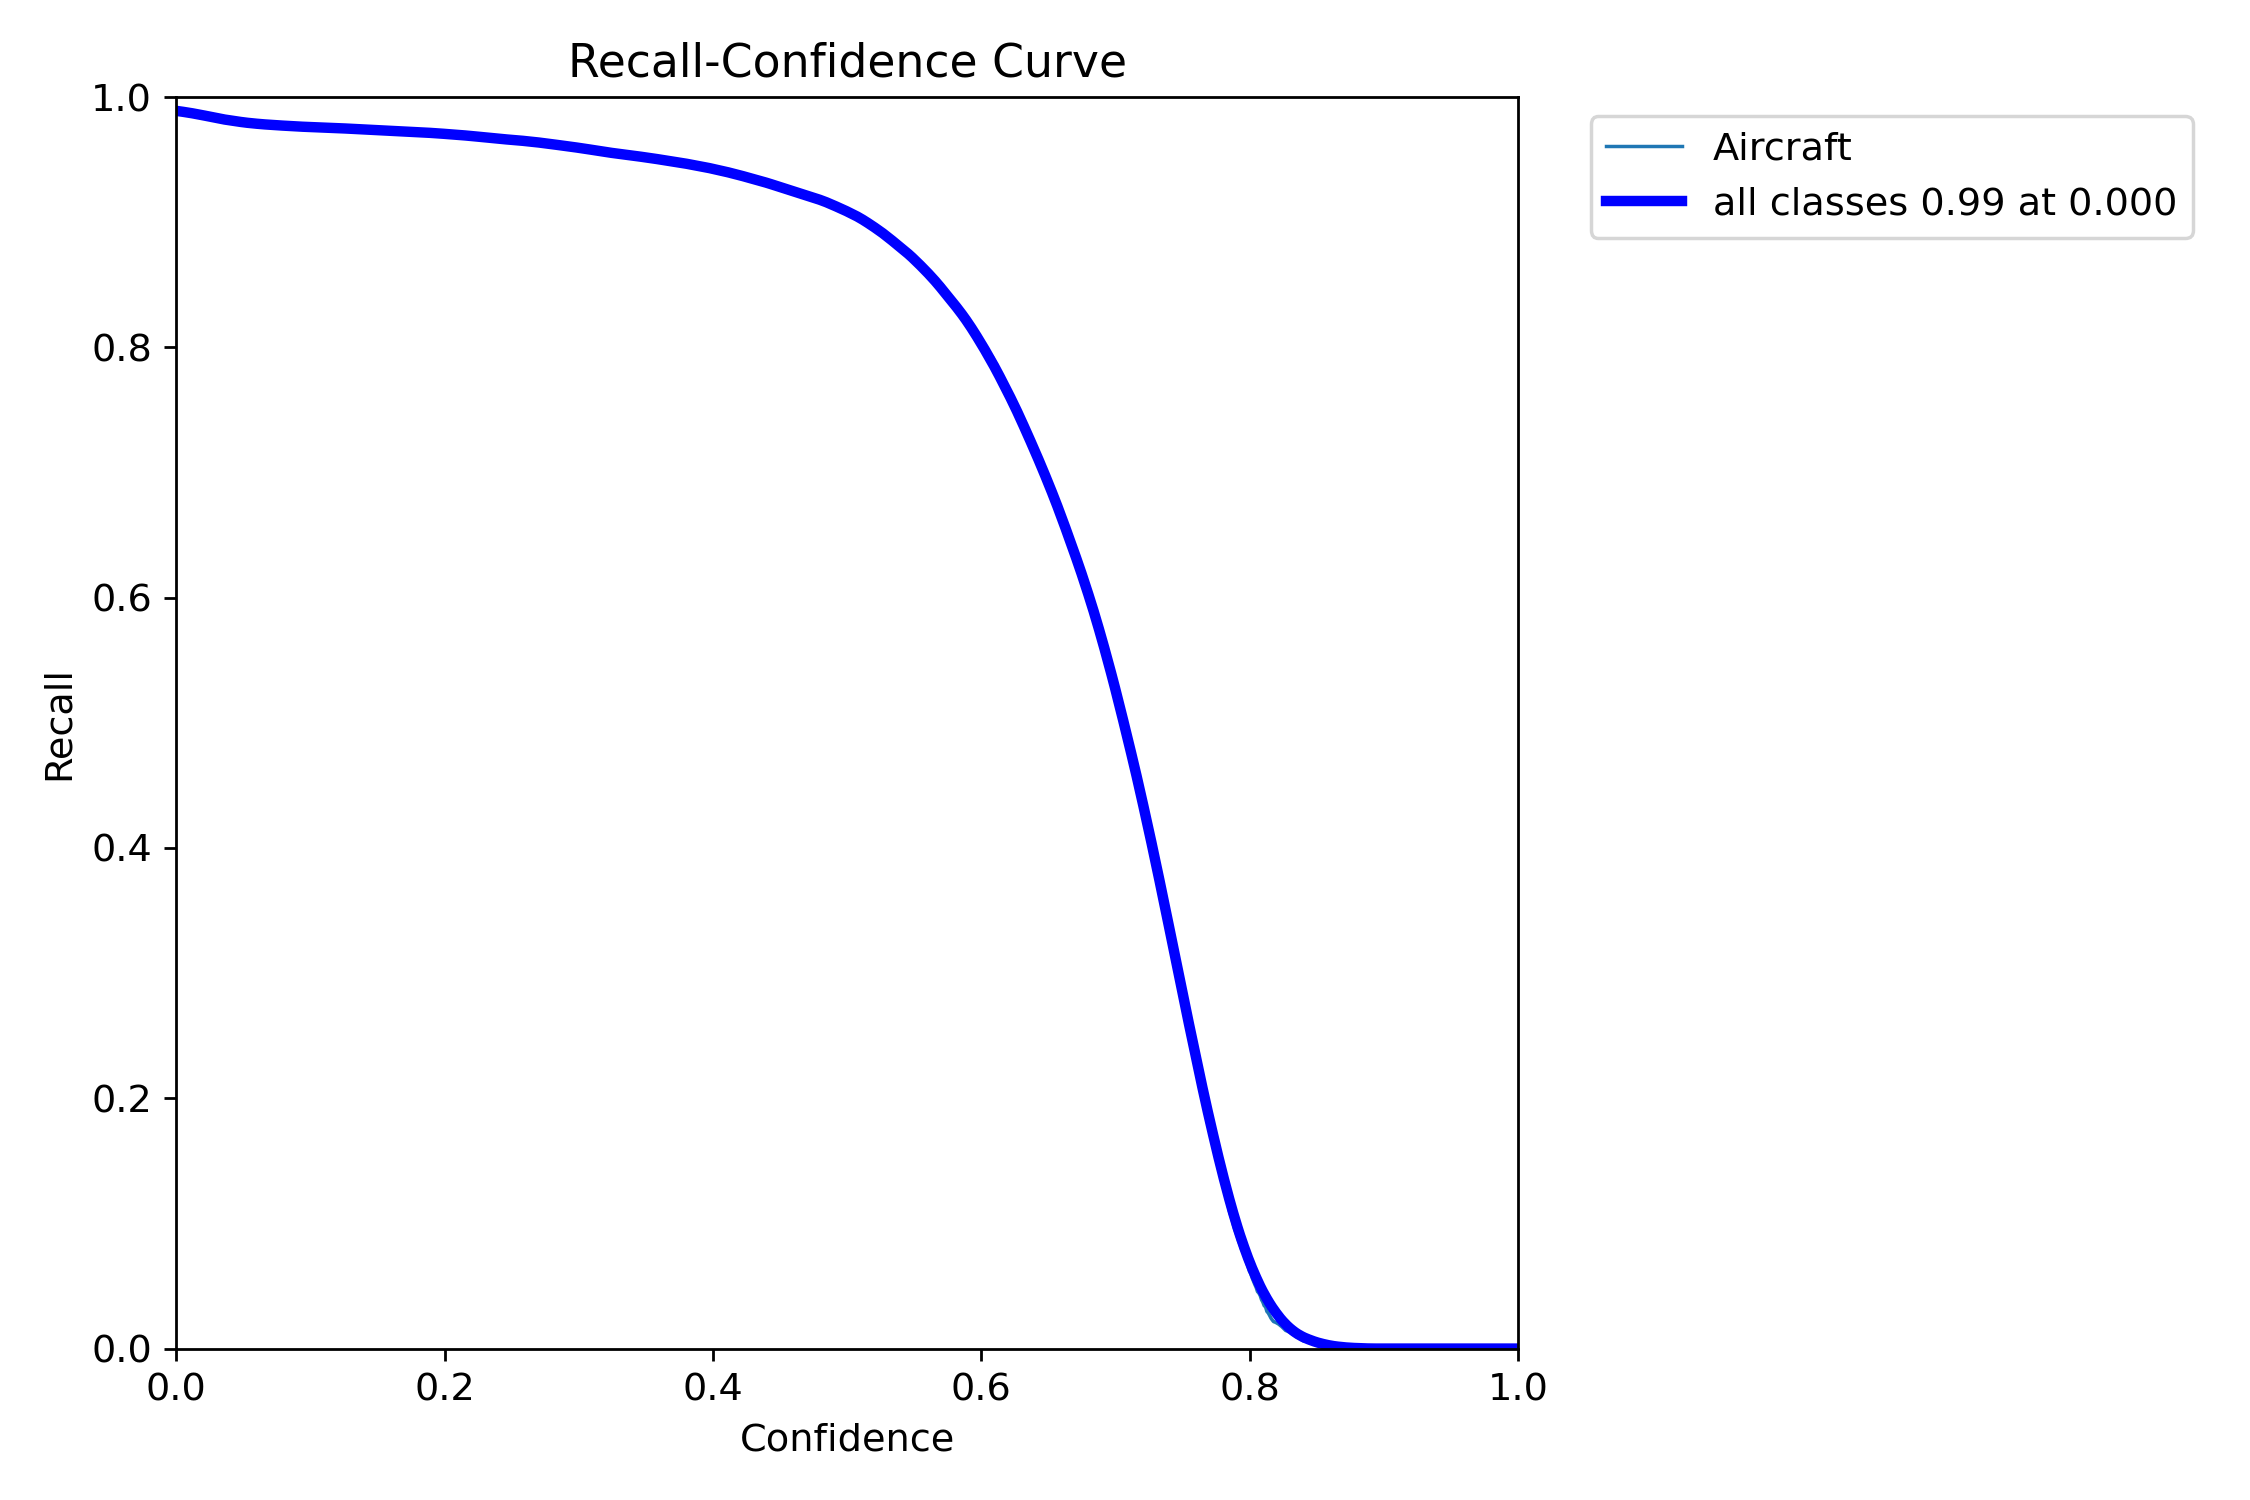 Recall-Confidence Curve
1.0
0.8
0.6
0.4
0.2
0.0
Recall
0.0 0.2 0.4 0.6 0.8 1.0
Confidence
Aircraft
all classes 0.99 at 0.000